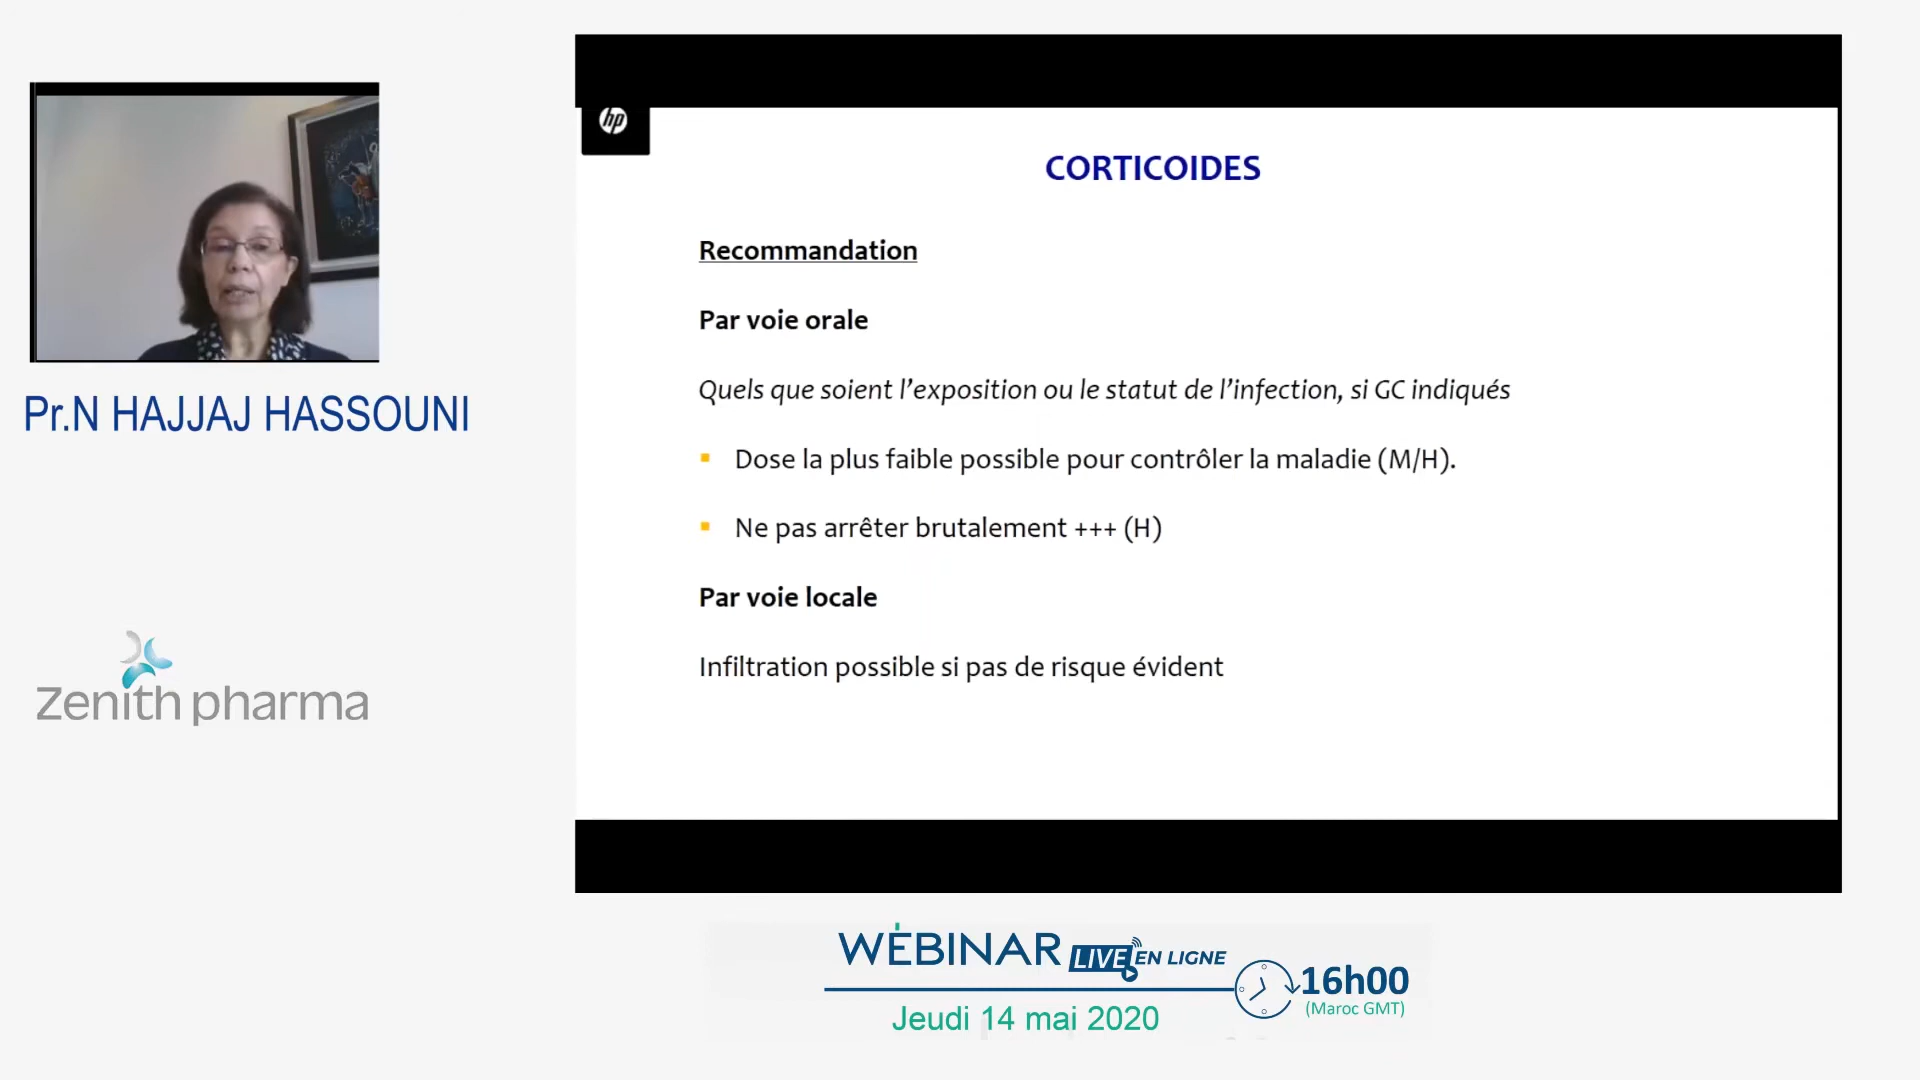 hp
CORTICOIDES
Recommandation
Par voie orale
Quels que soient l’exposition ou le statut de l’infection, si GC indiqués
▪ Dose la plus faible possible pour contrôler la maladie (M/H).
▪ Ne pas arrêter brutalement +++ (H)
Par voie locale
Infiltration possible si pas de risque évident
Pr.N HAJJAJ HASSOUNI
Zenith pharma
WEBINAR LIVE EN LIGNE
16h00
(Maroc GMT)
Jeudi 14 mai 2020